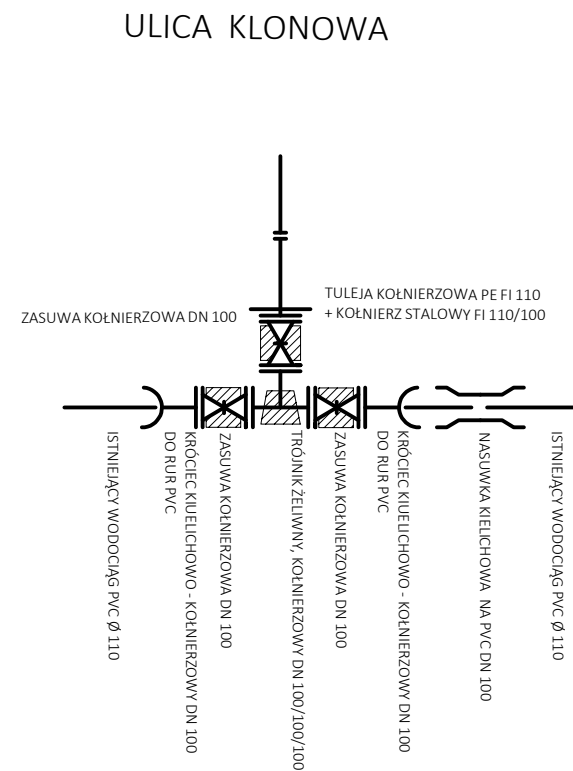 ULICA KLONOWA
ZASUWA KOŁNIERZOWA DN 100
TULEJA KOŁNIERZOWA PE FI 110
+ KOŁNIERZ STALOWY FI 110/100
ISTNIEJĄCY WODOCIĄG PVC Ø 110
KRÓCIEC KIUELICHOWO - KOŁNIERZOWY DN 100
DO RUR PVC
ZASUWA KOŁNIERZOWA DN 100
TRÓJNIK ŻELIWNY, KOŁNIERZOWY DN 100/100/100
ZASUWA KOŁNIERZOWA DN 100
KRÓCIEC KIUELICHOWO - KOŁNIERZOWY DN 100
DO RUR PVC
NASUWKA KIELICHOWA NA PVC DN 100
ISTNIEJĄCY WODOCIĄG PVC Ø 110